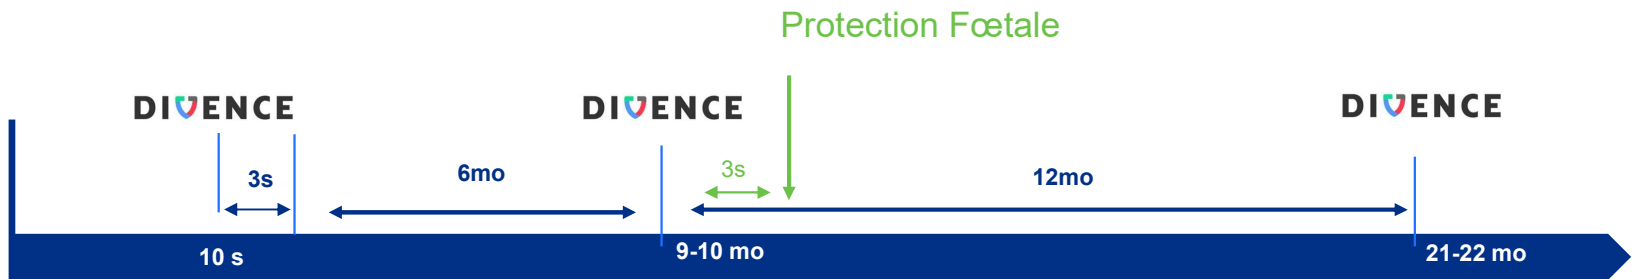 Protection Fœtale
DIVENCE
DIVENCE
DIVENCE
3s
6mo
3s
12mo
10 s
9-10 mo
21-22 mo